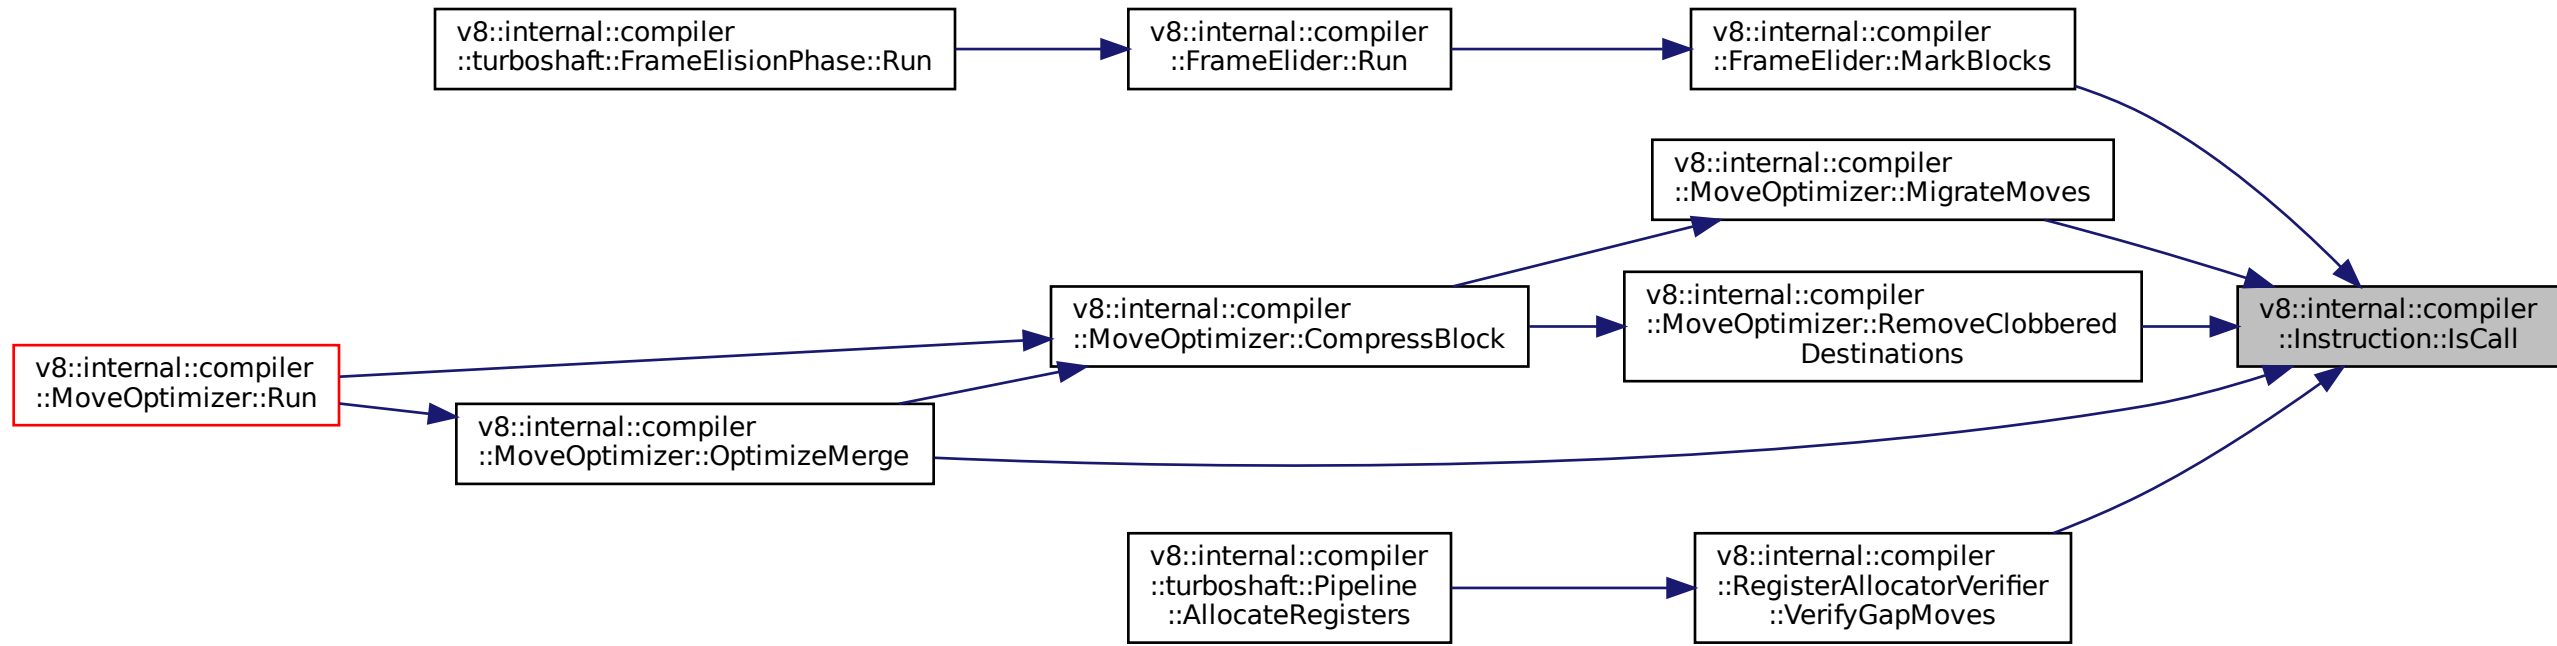 v8::internal::compiler
::turboshaft::FrameElisionPhase::Run
v8::internal::compiler
::FrameElider::Run
v8::internal::compiler
::FrameElider::MarkBlocks
v8::internal::compiler
::MoveOptimizer::MigrateMoves
v8::internal::compiler
::MoveOptimizer::CompressBlock
v8::internal::compiler
::MoveOptimizer::RemoveClobbered
Destinations
v8::internal::compiler
::Instruction::IsCall
v8::internal::compiler
::MoveOptimizer::Run
v8::internal::compiler
::MoveOptimizer::OptimizeMerge
v8::internal::compiler
::turboshaft::Pipeline
::AllocateRegisters
v8::internal::compiler
::RegisterAllocatorVerifier
::VerifyGapMoves